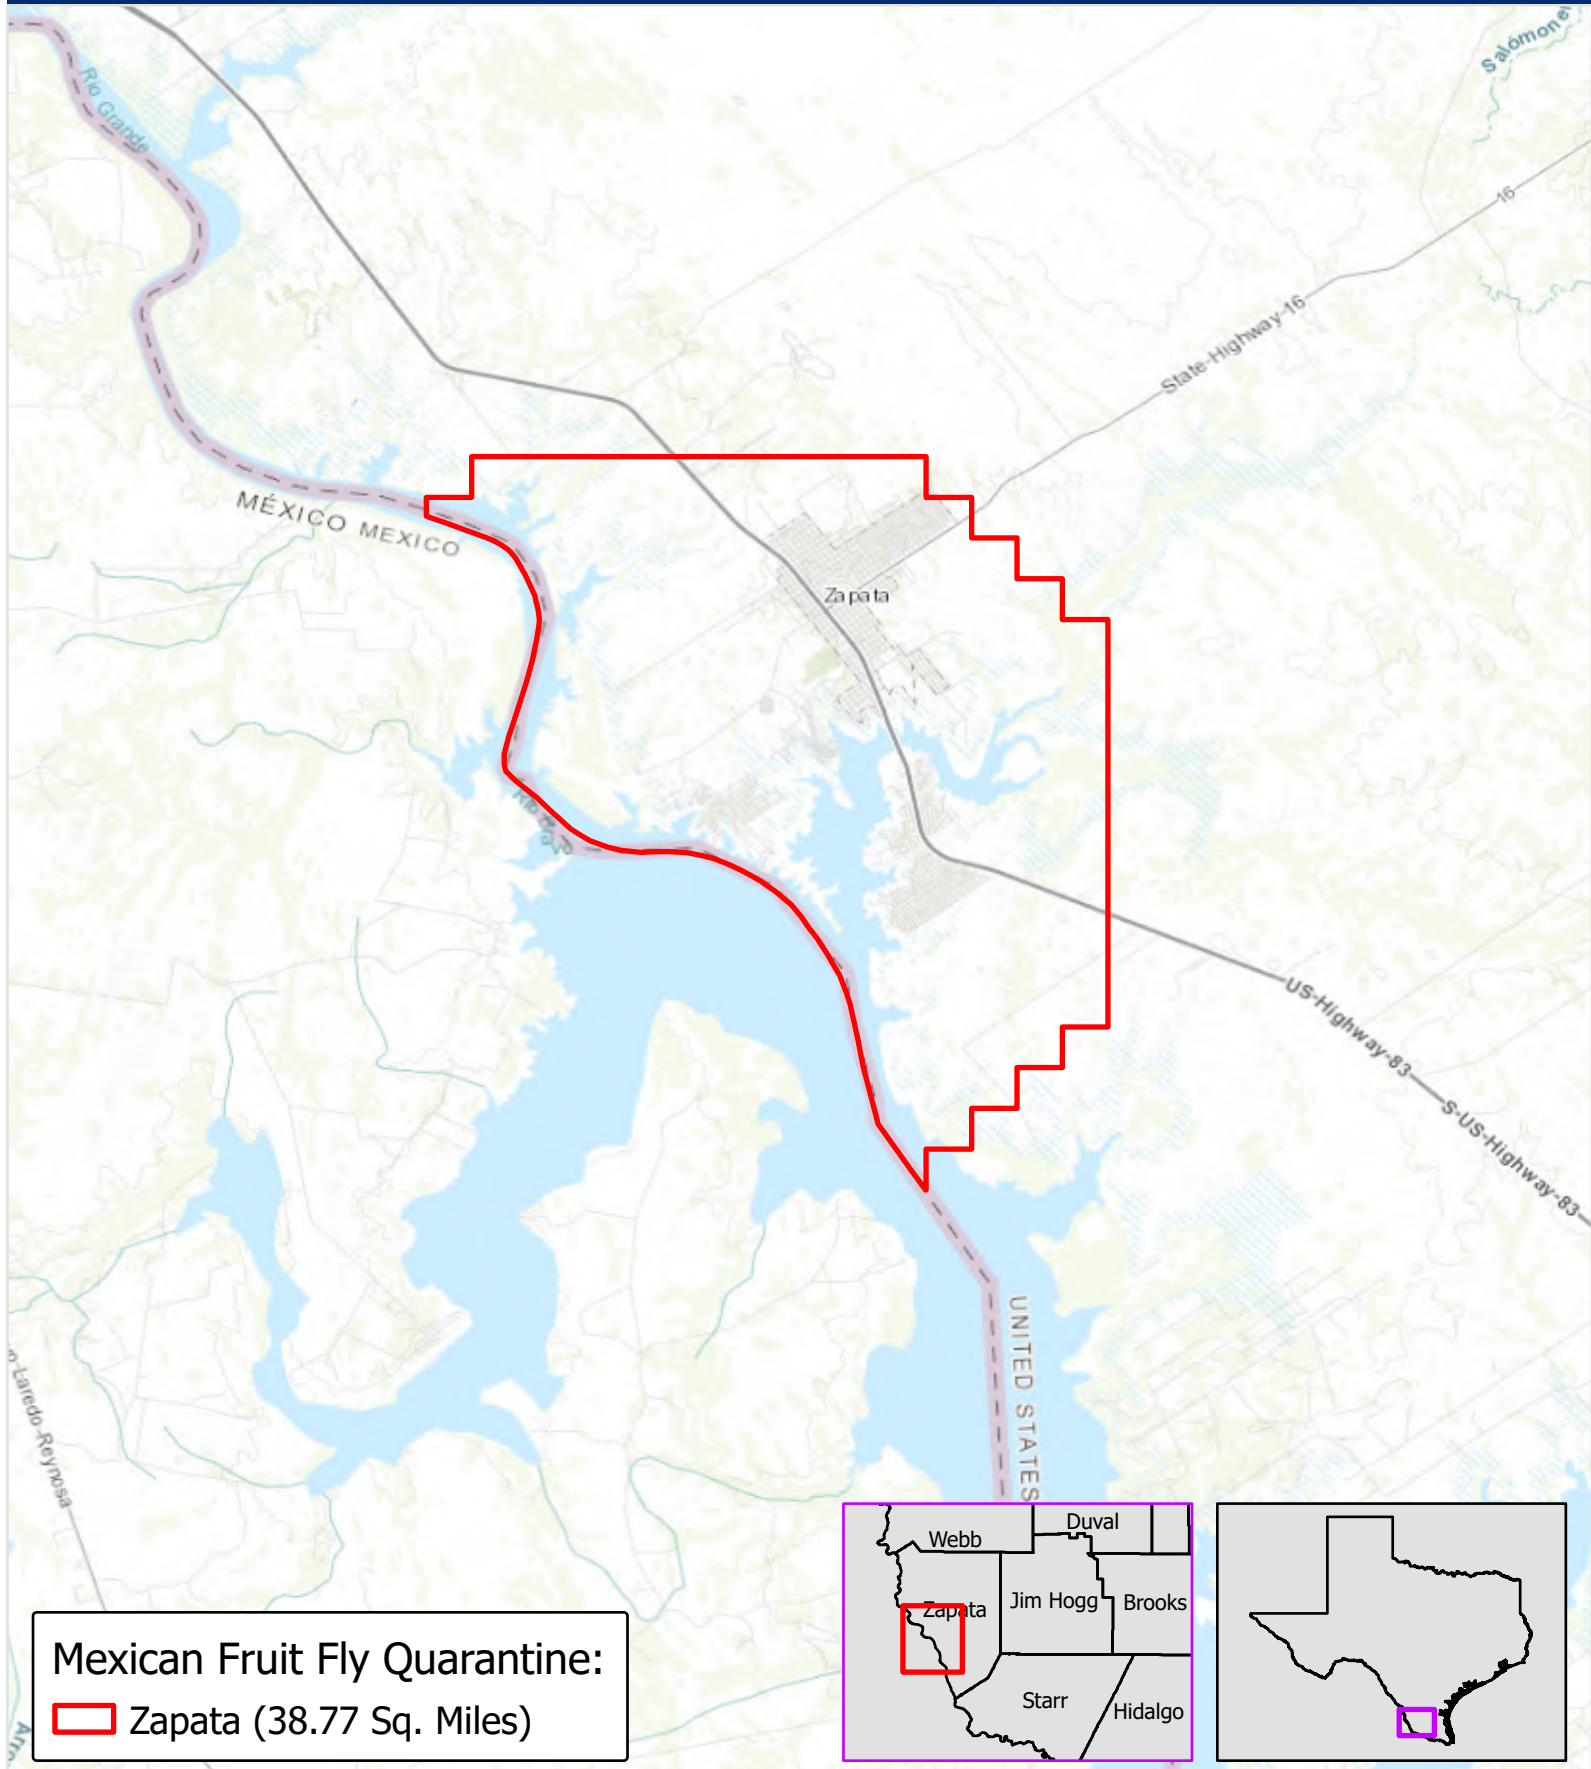 Salomone
Rio Grande
16
State-Highway-16
MÉXICO MEXICO
Zapata
US-Highway-83
S-US-Highway-83
UNITED STATES
Laredo-Reynosa
Webb
Duval
Zapata
Jim Hogg
Brooks
Starr
Hidalgo
Mexican Fruit Fly Quarantine:
Zapata (38.77 Sq. Miles)